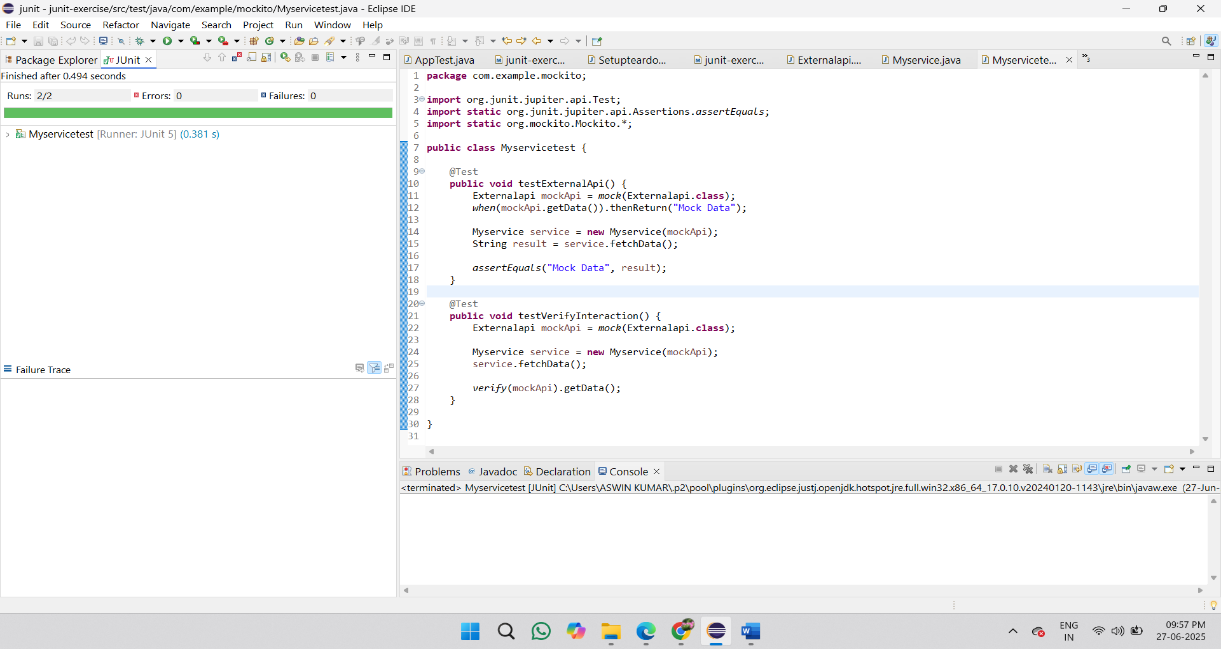 junit - junit-exercise/src/test/java/com/example/mockito/Myservicetest.java - Eclipse IDE
File Edit Source Refactor Navigate Search Project Run Window Help
Package Explorer JUnit
Finished after 0.494 seconds
Runs: 2/2 Errors: 0 Failures: 0
Myservicetest [Runner: JUnit 5] (0.381 s)
Failure Trace
AppTest.java junit-exerc... Setupteardo... junit-exerc... Externalapi.... Myservice.java Myservicete... 3
1 package com.example.mockito;
2
3 import org.junit.jupiter.api.Test;
4 import static org.junit.jupiter.api.Assertions.assertEquals;
5 import static org.mockito.Mockito.*;
6
7 public class Myservicetest {
8
9 @Test
10 public void testExternalApi() {
11 Externalapi mockApi = mock(Externalapi.class);
12 when(mockApi.getData()).thenReturn("Mock Data");
13
14 Myservice service = new Myservice(mockApi);
15 String result = service.fetchData();
16
17 assertEquals("Mock Data", result);
18 }
19
20 @Test
21 public void testVerifyInteraction() {
22 Externalapi mockApi = mock(Externalapi.class);
23
24 Myservice service = new Myservice(mockApi);
25 service.fetchData();
26
27 verify(mockApi).getData();
28 }
29
30 }
31
Problems Javadoc Declaration Console
<terminated> Myservicetest [JUnit] C:\Users\ASWIN KUMAR\.p2\pool\plugins\org.eclipse.justj.openjdk.hotspot.jre.full.win32.x86_64_17.0.10.v20240120-1143\jre\bin\javaw.exe (27-Jun-
ENG
IN
09:57 PM
27-06-2025